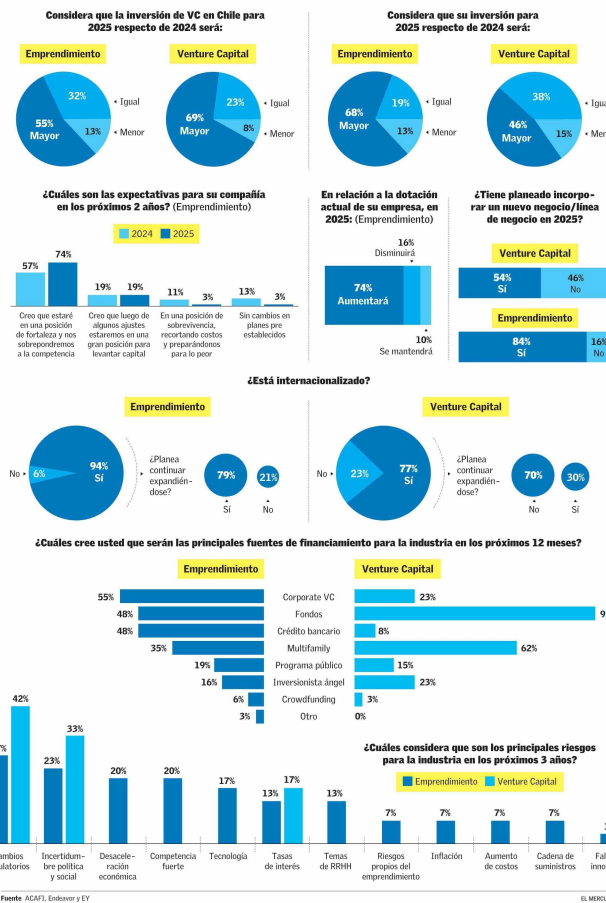 Considera que la inversión de VC en Chile para
2025 respecto de 2024 será:
Emprendimiento
32%
55%
Mayor
13%
Igual
Menor
Venture Capital
23%
69%
Mayor
8%
Igual
Menor
Considera que su inversión para
2025 respecto de 2024 será:
Emprendimiento
19%
68%
Mayor
13%
Igual
Menor
Venture Capital
38%
46%
Mayor
15%
¿Cuáles son las expectativas para su compañía
en los próximos 2 años? (Emprendimiento)
2024 2025
57% 74%
19% 19%
11% 3%
13% 3%
Creo que estaré
en una posición
de fortaleza y nos
sobrepondremos
a la competencia
Creo que luego de
algunos ajustes
estaremos en una
gran posición para
levantar capital
En una posición de
sobrevivencia,
recortando costos
y preparándonos
para lo peor
Sin cambios en
planes pre
establecidos
En relación a la dotación
actual de su empresa, en
2025: (Emprendimiento)
16%
Disminuirá
74%
Aumentará
10%
Se mantendrá
¿Tiene planeado incorpo-
rar un nuevo negocio/línea
de negocio en 2025?
Venture Capital
54%
Sí
46%
No
Emprendimiento
84%
Sí
16%
No
¿Está internacionalizado?
Emprendimiento
No
6%
94%
Sí
¿Planea
continuar
expandién-
dose?
79%
Sí
21%
No
Venture Capital
No
23%
77%
Sí
¿Planea
continuar
expandién-
dose?
70%
No
30%
Sí
¿Cuáles cree usted que serán las principales fuentes de financiamiento para la industria en los próximos 12 meses?
Emprendimiento Venture Capital
55% Corporate VC 23%
48% Fondos
48% Crédito bancario 8%
35% Multifamily 62%
19% Programa público 15%
16% Inversionista ángel 23%
6% Crowdfunding 3%
3% Otro 0%
¿Cuáles considera que son los principales riesgos
para la industria en los próximos 3 años?
Emprendimiento Venture Capital
42%
23% 33%
Incertidum-
bre política
y social
20%
Desacele-
ración
económica
20%
Competencia
fuerte
17%
Tecnología
13% 17%
Tasas
de interés
13%
Temas
de RRHH
7%
Riesgos
propios del
emprendimiento
7%
Inflación
7%
Aumento
de costos
7%
Cadena de
suministros
Fuente ACAFI, Endeavor y EY